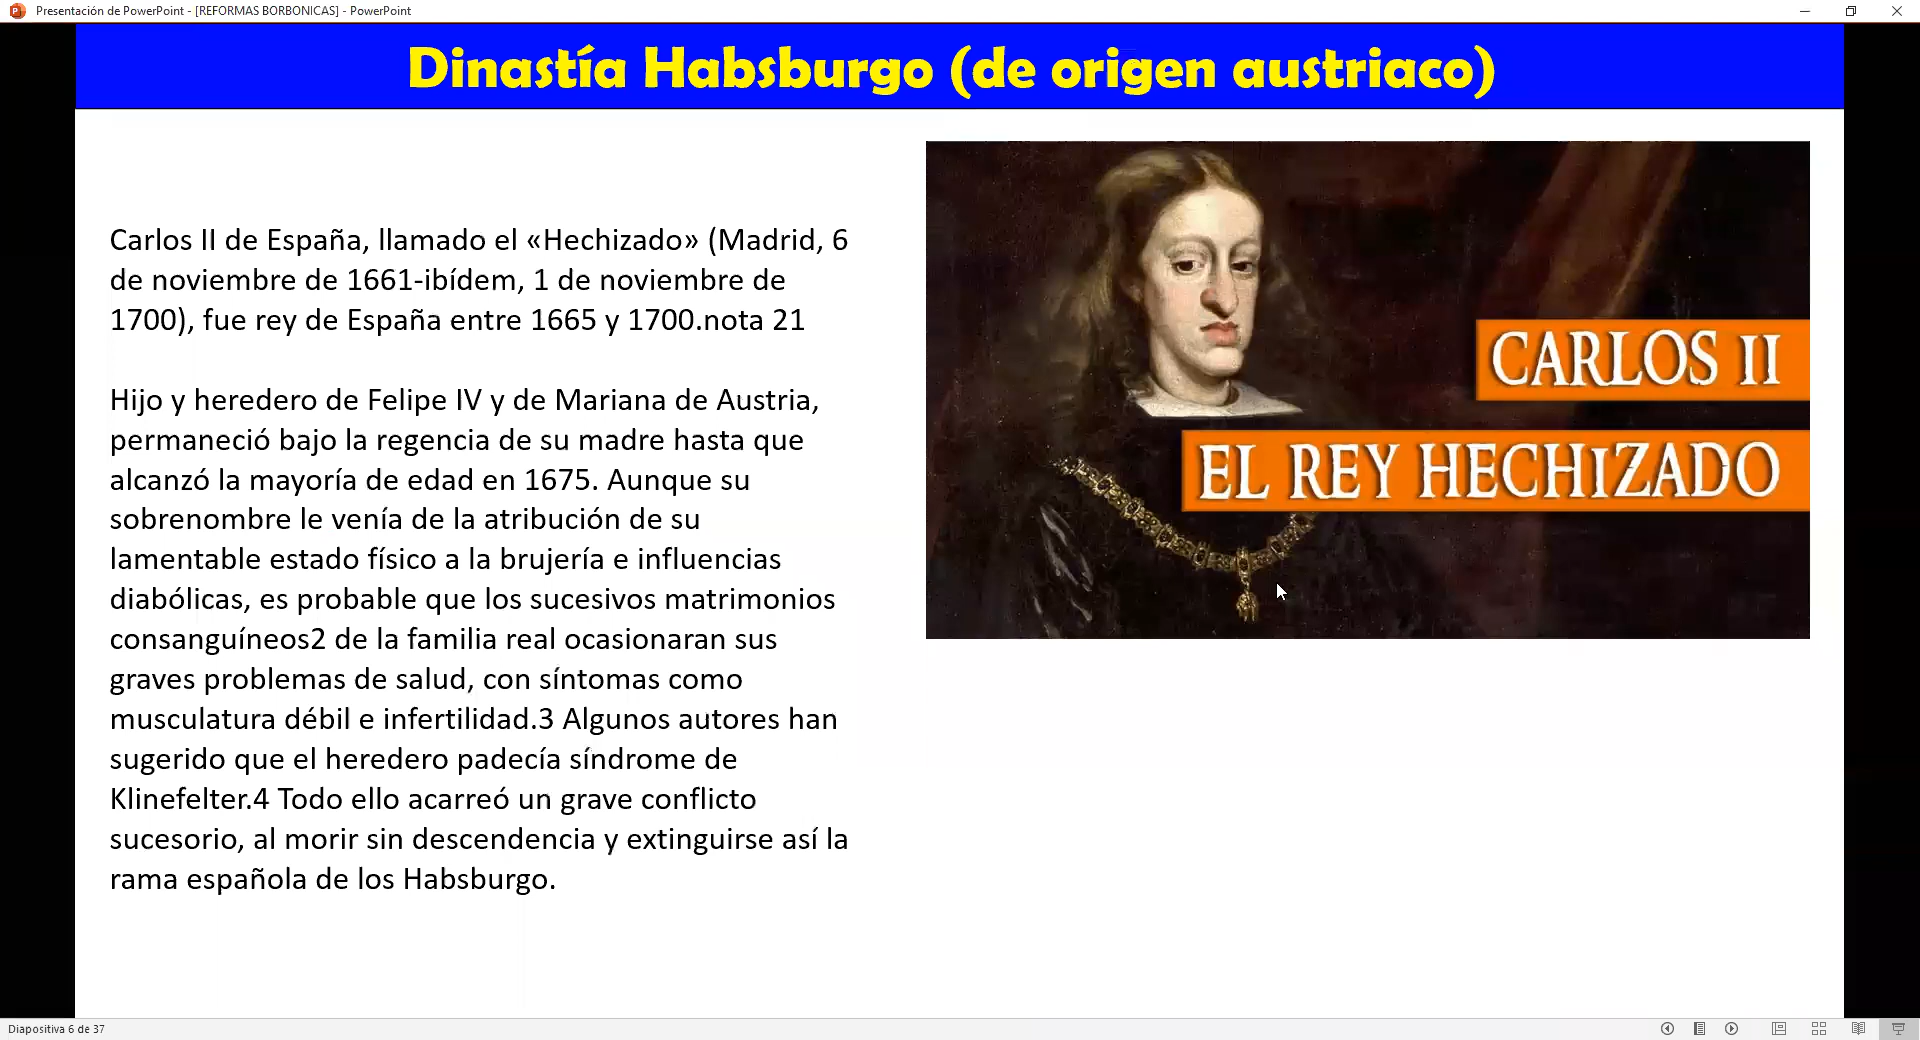 Presentación de PowerPoint - [REFORMAS BORBONICAS] - PowerPoint
Dinastía Habsburgo (de origen austriaco)
Carlos II de España, llamado el «Hechizado» (Madrid, 6
de noviembre de 1661-ibídem, 1 de noviembre de
1700), fue rey de España entre 1665 y 1700.nota 21
Hijo y heredero de Felipe IV y de Mariana de Austria,
permaneció bajo la regencia de su madre hasta que
alcanzó la mayoría de edad en 1675. Aunque su
sobrenombre le venía de la atribución de su
lamentable estado físico a la brujería e influencias
diabólicas, es probable que los sucesivos matrimonios
consanguíneos2 de la familia real ocasionaran sus
graves problemas de salud, con síntomas como
musculatura débil e infertilidad.3 Algunos autores han
sugerido que el heredero padecía síndrome de
Klinefelter.4 Todo ello acarreó un grave conflicto
sucesorio, al morir sin descendencia y extinguirse así la
rama española de los Habsburgo.
CARLOS II
EL REY HECHIZADO
Diapositiva 6 de 37